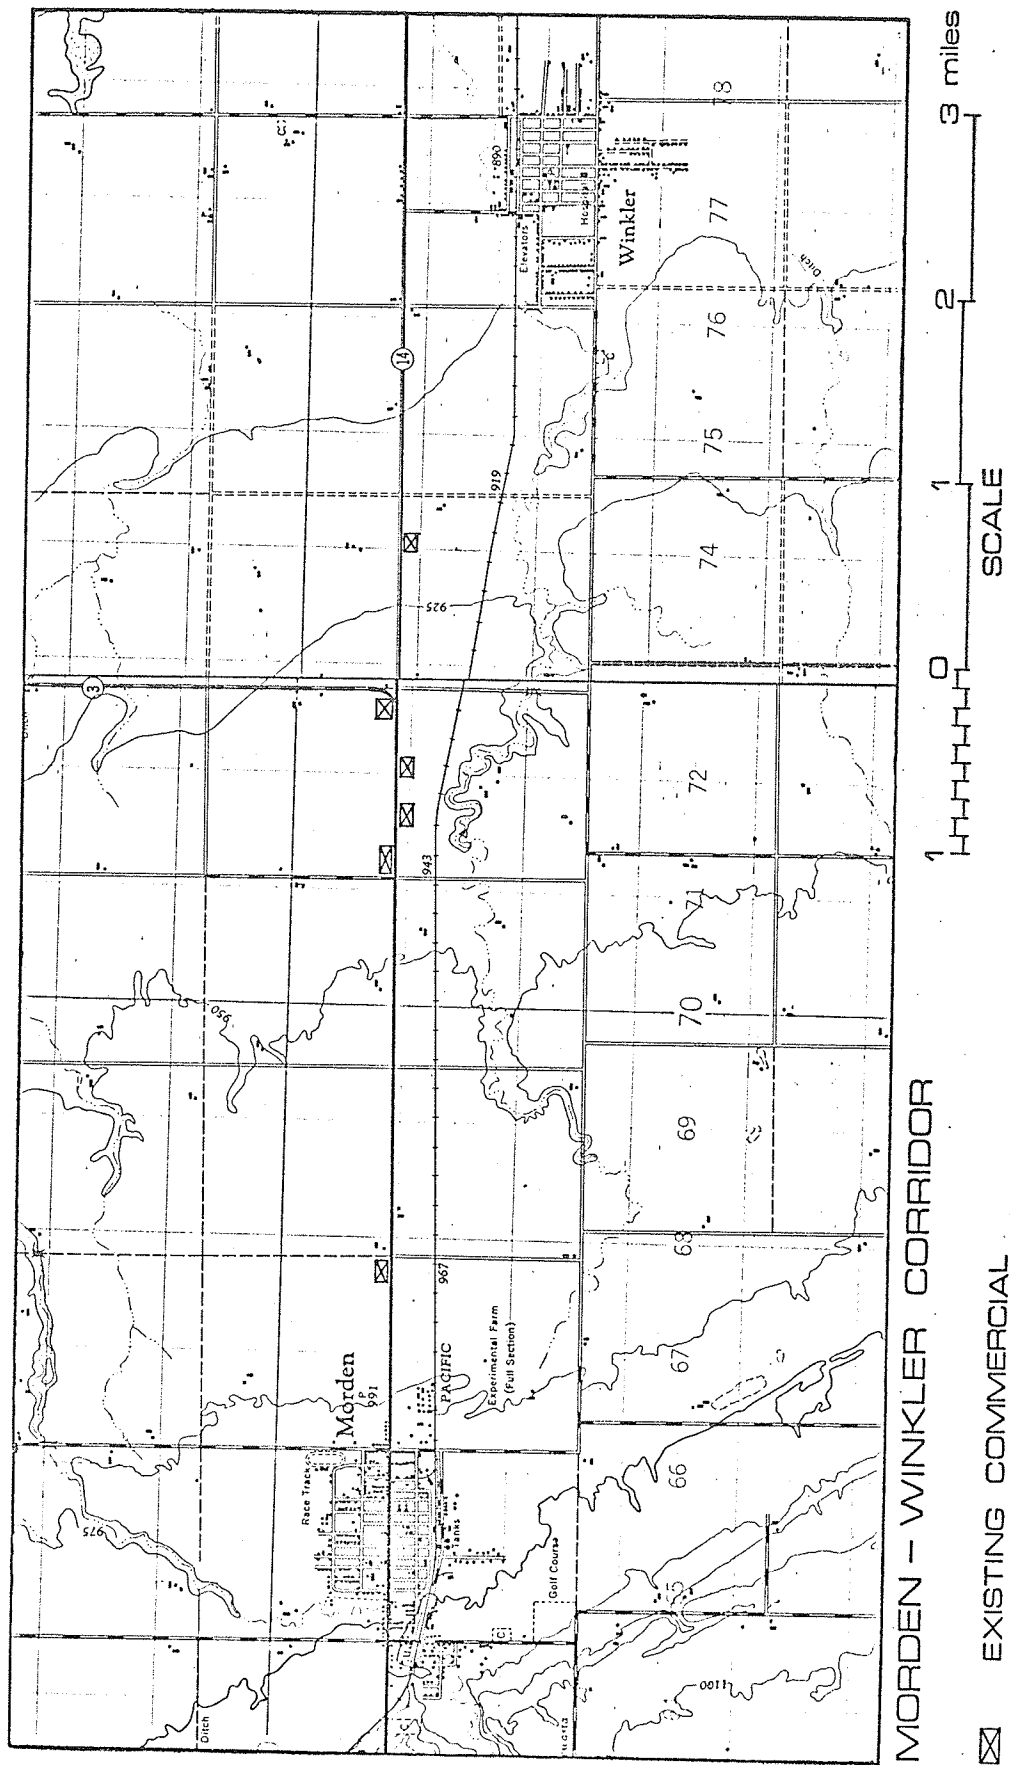 3
14
C
890
Elevators
Hospital
Winkler
919
925
Ditch
C
943
950
967
Morden
P
991
PACIFIC
Experimental Farm
(Full Section)
Race Track
Tanks
Golf Course
975
Ditch
C
C
1100
66
67
68
69
70
71
72
74
75
76
77
78
MORDEN – WINKLER CORRIDOR
EXISTING COMMERCIAL
1 0 1 2 3 miles
SCALE